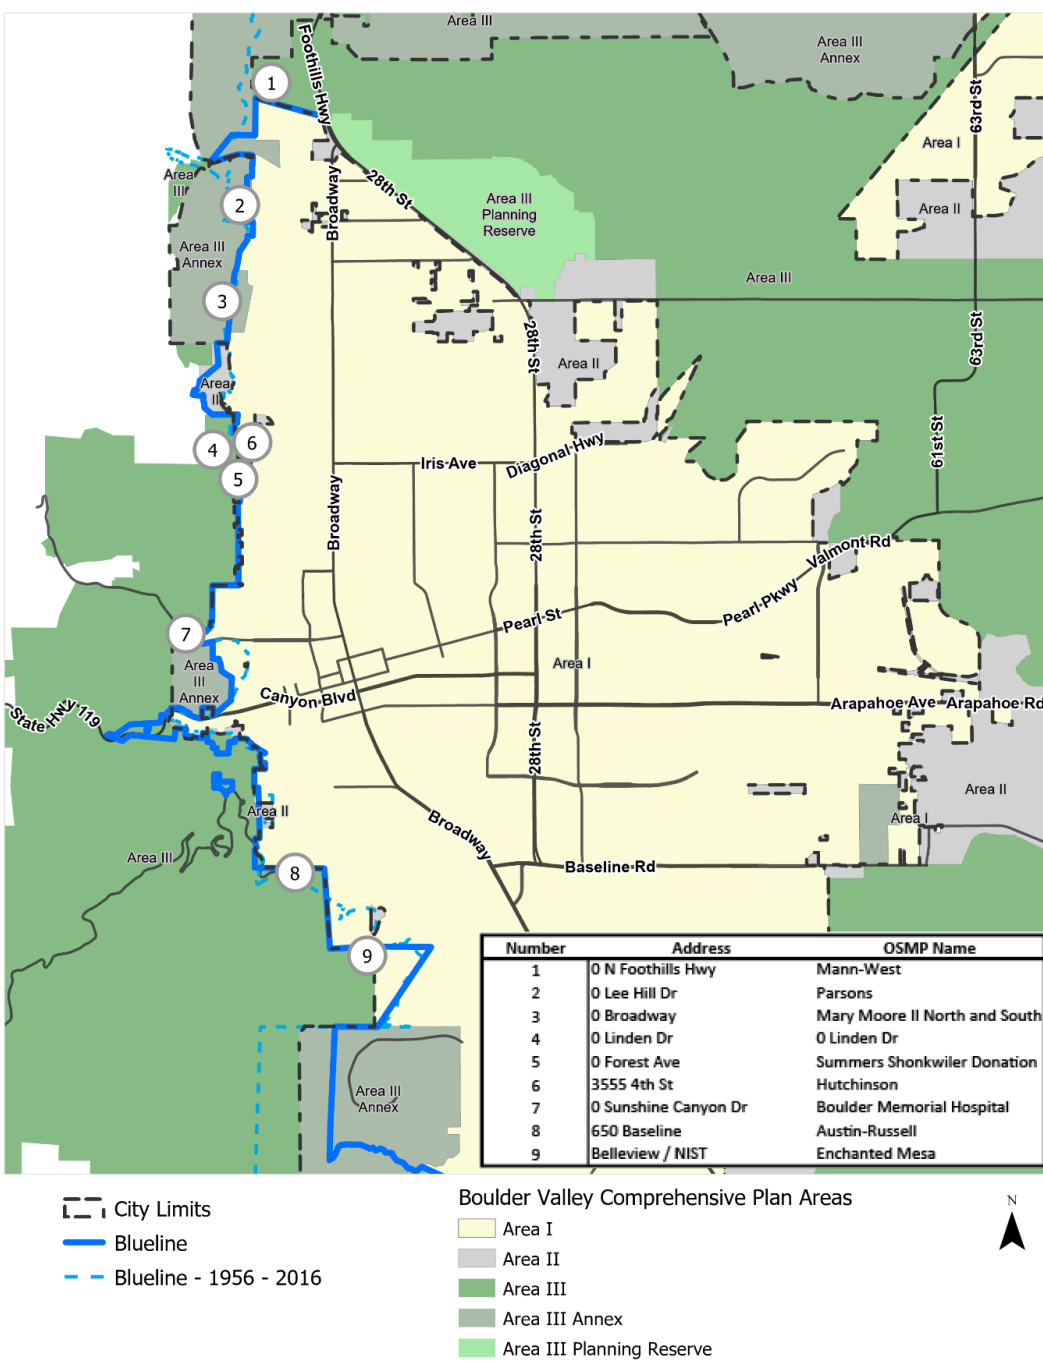 Area III
Foothills Hwy
Area III
Annex
63rd St
1
Area I
Area
III
28th St
Broadway
2
Area III
Planning
Reserve
Area II
Area III
Annex
Area III
3
28th St
63rd St
Area II
Area
II
61st St
4
6
5
Iris Ave
Diagonal Hwy
Broadway
28th St
Valmont Rd
Pearl Pkwy
Pearl St
7
Area
III
Annex
Area I
Canyon Blvd
State Hwy 119
Arapahoe Ave
Arapahoe Rd
28th St
Area II
Area II
Area I
Broadway
Area III
8
Baseline Rd
9
Area III
Annex
Number Address OSMP Name
1 0 N Foothills Hwy Mann-West
2 0 Lee Hill Dr Parsons
3 0 Broadway Mary Moore II North and South
4 0 Linden Dr 0 Linden Dr
5 0 Forest Ave Summers Shonkwiler Donation
6 3555 4th St Hutchinson
7 0 Sunshine Canyon Dr Boulder Memorial Hospital
8 650 Baseline Austin-Russell
9 Belleview / NIST Enchanted Mesa
City Limits
Blueline
Blueline - 1956 - 2016
Boulder Valley Comprehensive Plan Areas
Area I
Area II
Area III
Area III Annex
Area III Planning Reserve
N